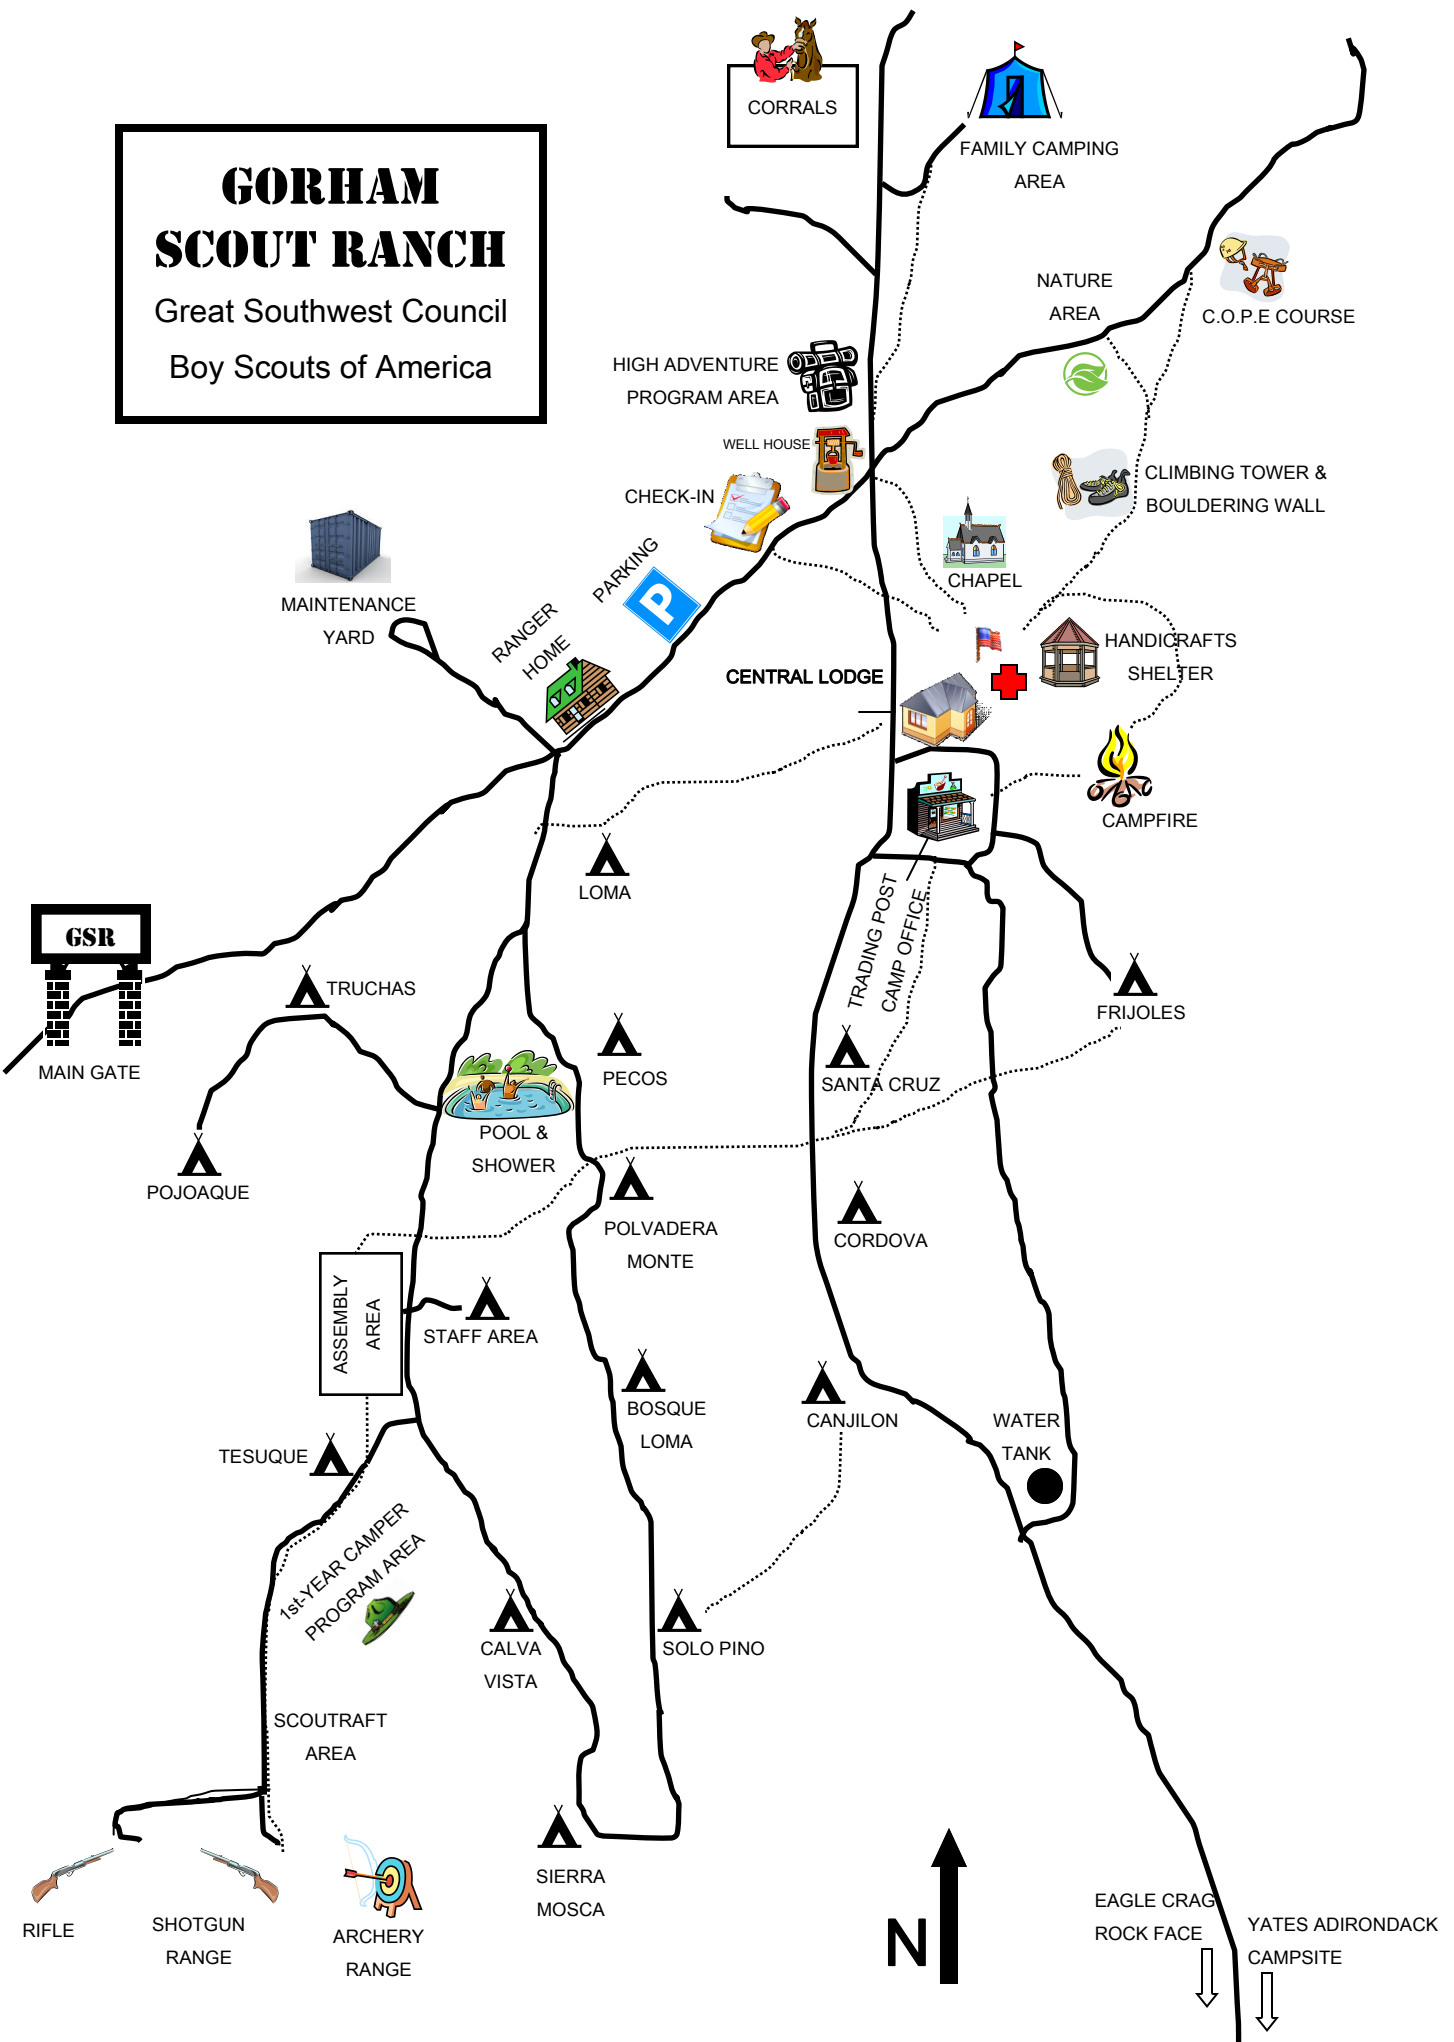 CORRALS
FAMILY CAMPING
AREA
GORHAM
SCOUT RANCH
Great Southwest Council
Boy Scouts of America
NATURE
AREA
C.O.P.E COURSE
HIGH ADVENTURE
PROGRAM AREA
WELL HOUSE
CHECK-IN
CLIMBING TOWER &
BOULDERING WALL
PARKING
P
CHAPEL
MAINTENANCE
YARD
RANGER
HOME
HANDICRAFTS
SHELTER
CENTRAL LODGE
CAMPFIRE
LOMA
TRADING POST
CAMP OFFICE
GSR
MAIN GATE
TRUCHAS
FRIJOLES
PECOS
SANTA CRUZ
POOL &
SHOWER
POJOAQUE
POLVADERA
MONTE
CORDOVA
ASSEMBLY
AREA
STAFF AREA
BOSQUE
LOMA
CANJILON
WATER
TANK
TESUQUE
1st-YEAR CAMPER
PROGRAM AREA
CALVA
VISTA
SOLO PINO
SCOUTRAFT
AREA
SIERRA
MOSCA
RIFLE
SHOTGUN
RANGE
ARCHERY
RANGE
N
EAGLE CRAG
ROCK FACE
YATES ADIRONDACK
CAMPSITE